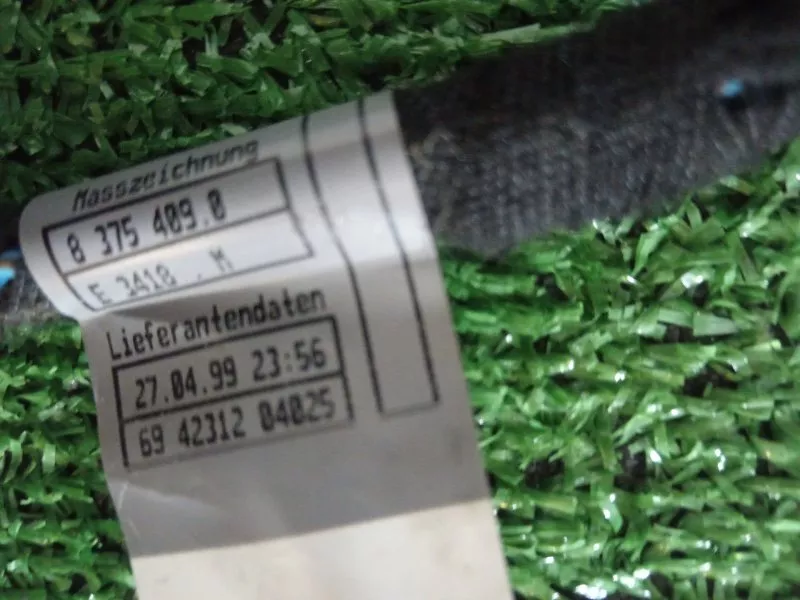 Masszeichnung
8 375 409.0
E 3418 . M
Lieferantendaten
27.04.99 23:56
69 42312 04025